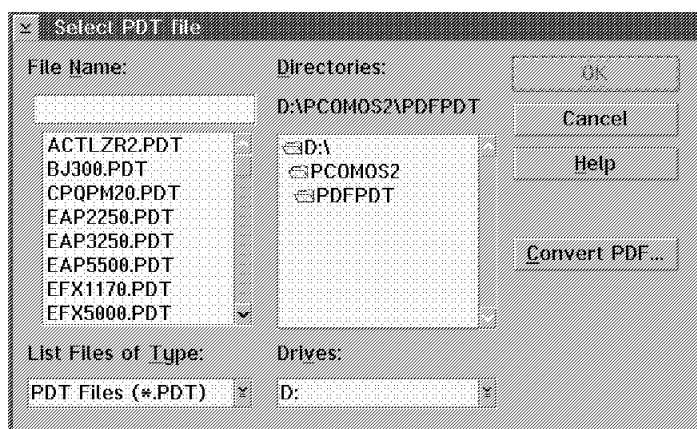 Select PDT file
File Name:
ACTLZR2.PDT
BJ300.PDT
CPQPM20.PDT
EAP2250.PDT
EAP3250.PDT
EAP5500.PDT
EFX1170.PDT
EFX5000.PDT
List Files of Type:
PDT Files (*.PDT)
Directories:
D:\PCOMOS2\PDFPDT
D:\
PCOMOS2
PDFPDT
Drives:
D:
OK
Cancel
Help
Convert PDF...